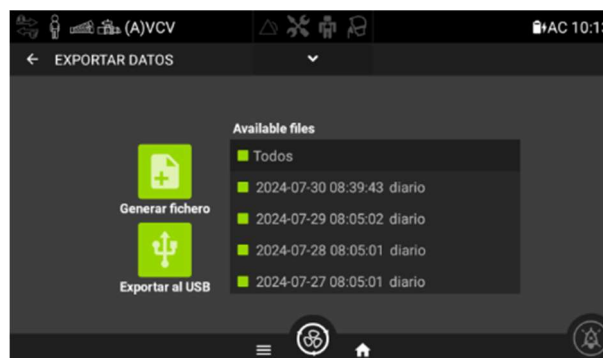 (A)VCV
AC 10:13
EXPORTAR DATOS
Available files
Todos
Generar fichero
2024-07-30 08:39:43 diario
2024-07-29 08:05:02 diario
2024-07-28 08:05:01 diario
Exportar al USB
2024-07-27 08:05:01 diario